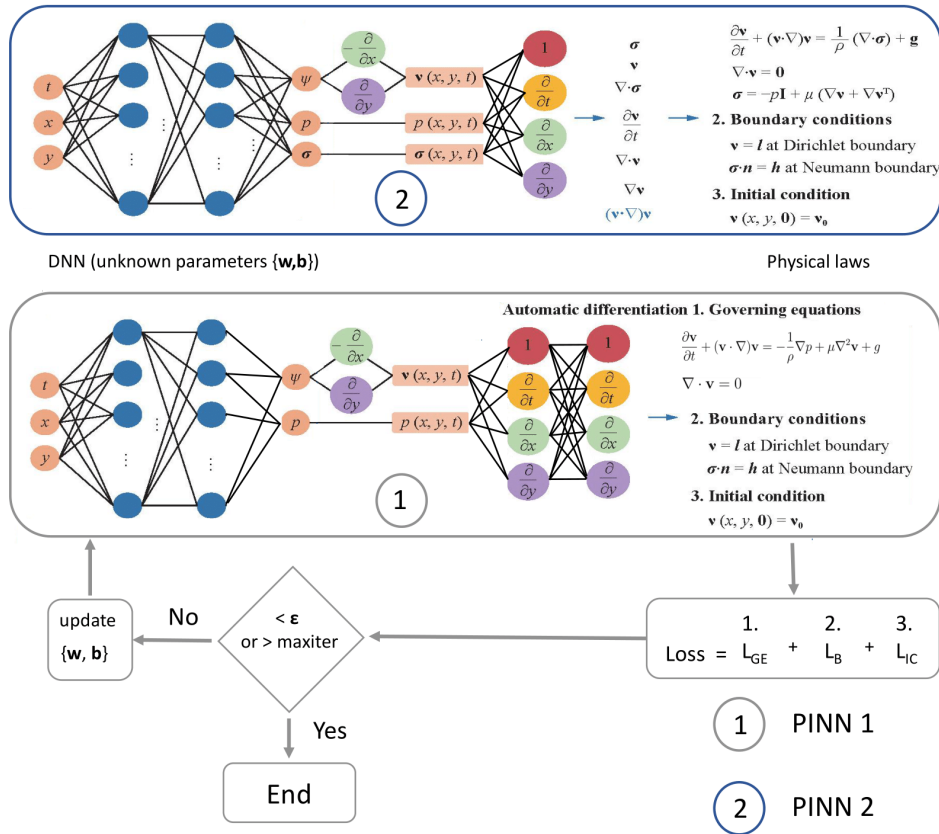 t
x
y
⋮
⋮
ψ
p
σ
−∂/∂x
∂/∂y
v (x, y, t)
p (x, y, t)
σ (x, y, t)
1
∂/∂t
∂/∂x
∂/∂y
σ
v
∇·σ
∂v/∂t
∇·v
∇v
(v·∇)v
∂v/∂t + (v·∇)v = 1/ρ (∇·σ) + g
∇·v = 0
σ = −pI + μ (∇v + ∇vᵀ)
2. Boundary conditions
v = l at Dirichlet boundary
σ·n = h at Neumann boundary
3. Initial condition
v (x, y, 0) = v₀
2
DNN (unknown parameters {w,b})
Physical laws
Automatic differentiation 1. Governing equations
t
x
y
⋮
⋮
ψ
p
−∂/∂x
∂/∂y
v (x, y, t)
p (x, y, t)
1
∂/∂t
∂/∂x
∂/∂y
1
∂/∂t
∂/∂x
∂/∂y
∂v/∂t + (v · ∇)v = −1/ρ ∇p + μ∇²v + g
∇ · v = 0
2. Boundary conditions
v = l at Dirichlet boundary
σ·n = h at Neumann boundary
3. Initial condition
v (x, y, 0) = v₀
1
update
{w, b}
No
< ε
or > maxiter
Yes
End
1. 2. 3.
Loss = L_GE + L_B + L_IC
1 PINN 1
2 PINN 2